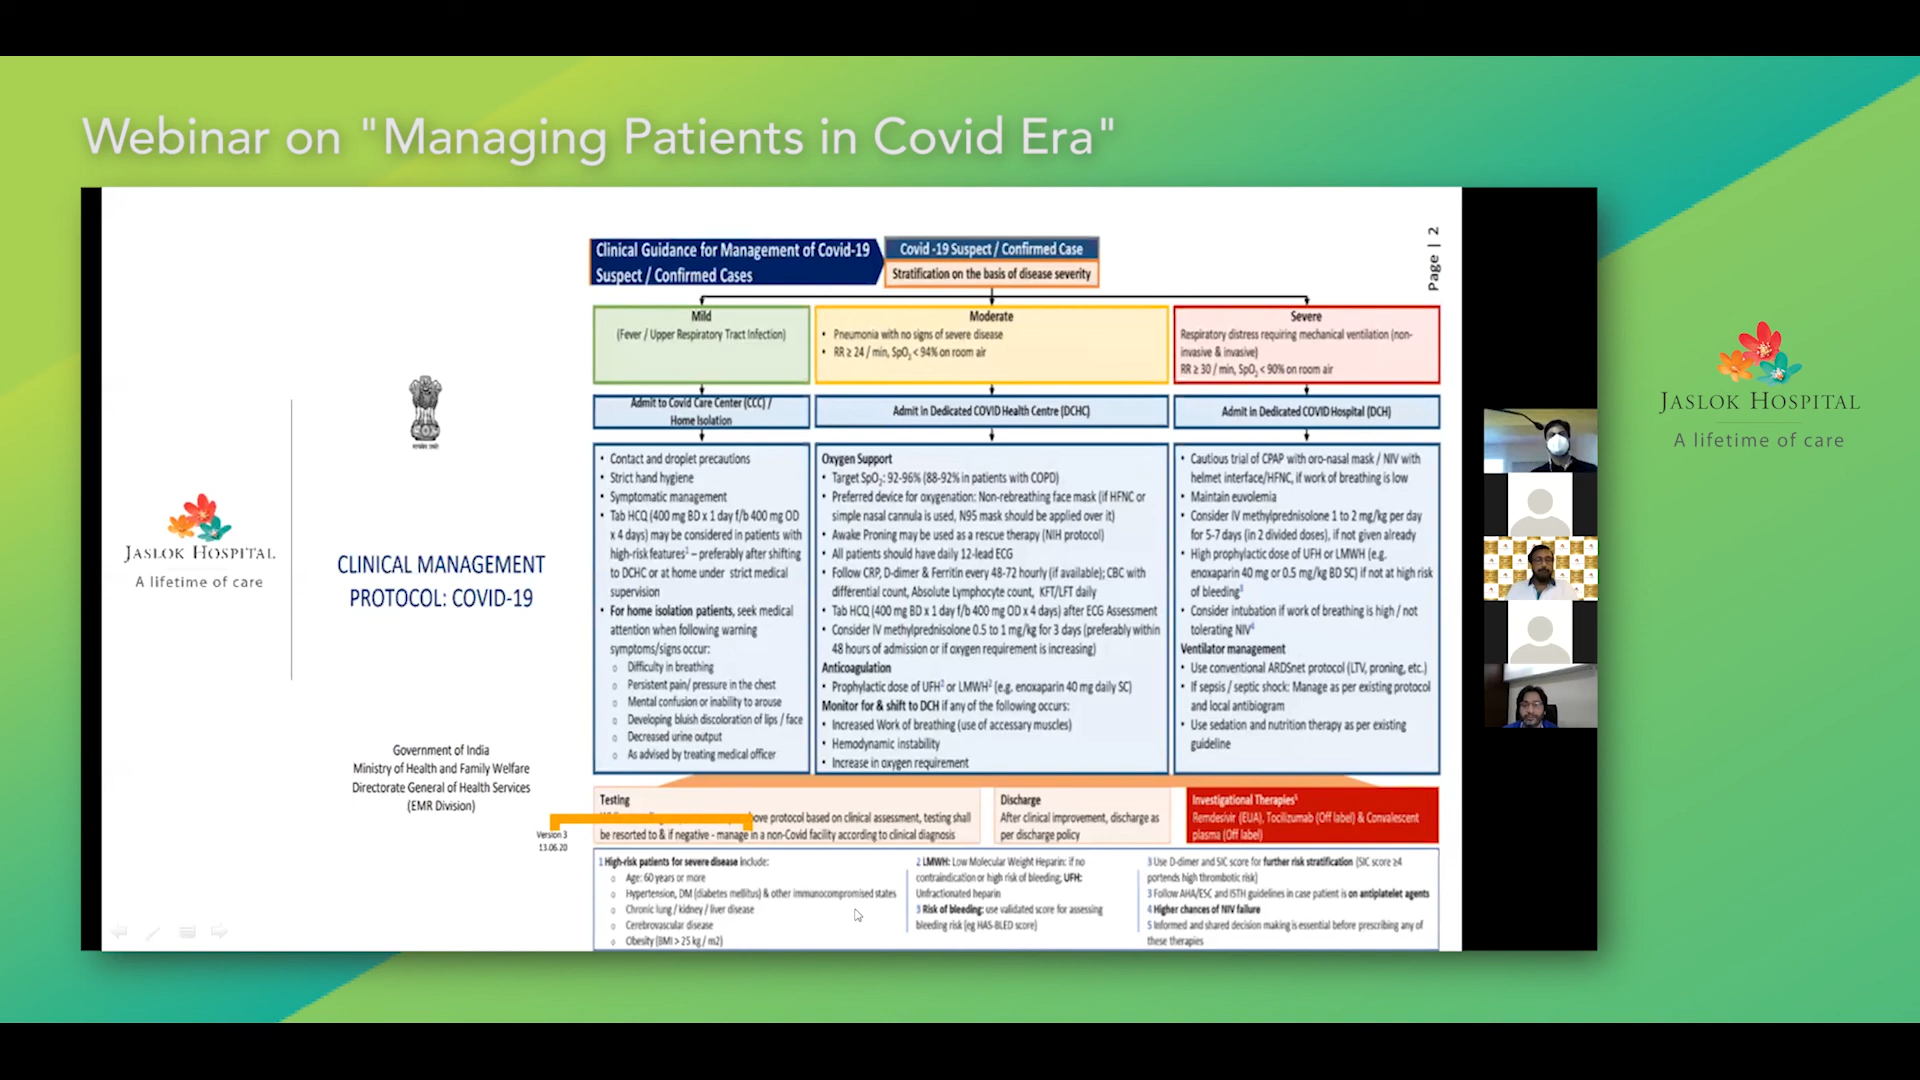 Webinar on "Managing Patients in Covid Era"
JASLOK HOSPITAL
A lifetime of care
CLINICAL MANAGEMENT
PROTOCOL: COVID-19
Government of India
Ministry of Health and Family Welfare
Directorate General of Health Services
(EMR Division)
Version 3
13.06.20
Page | 2
Clinical Guidance for Management of Covid-19
Suspect / Confirmed Cases
Covid -19 Suspect / Confirmed Case
Stratification on the basis of disease severity
Mild
(Fever / Upper Respiratory Tract Infection)
Admit to Covid Care Center (CCC) /
Home Isolation
• Contact and droplet precautions
• Strict hand hygiene
• Symptomatic management
• Tab HCQ (400 mg BD x 1 day f/b 400 mg OD
x 4 days) may be considered in patients with
high-risk features1 – preferably after shifting
to DCHC or at home under strict medical
supervision
• For home isolation patients, seek medical
attention when following warning
symptoms/signs occur:
o Difficulty in breathing
o Persistent pain/ pressure in the chest
o Mental confusion or inability to arouse
o Developing bluish discoloration of lips / face
o Decreased urine output
o As advised by treating medical officer
Moderate
• Pneumonia with no signs of severe disease
• RR ≥ 24 / min, SpO2 < 94% on room air
Admit in Dedicated COVID Health Centre (DCHC)
Oxygen Support
• Target SpO2: 92-96% (88-92% in patients with COPD)
• Preferred device for oxygenation: Non-rebreathing face mask (if HFNC or
simple nasal cannula is used, N95 mask should be applied over it)
• Awake Proning may be used as a rescue therapy (NIH protocol)
• All patients should have daily 12-lead ECG
• Follow CRP, D-dimer & Ferritin every 48-72 hourly (if available); CBC with
differential count, Absolute Lymphocyte count, KFT/LFT daily
• Tab HCQ (400 mg BD x 1 day f/b 400 mg OD x 4 days) after ECG Assessment
• Consider IV methylprednisolone 0.5 to 1 mg/kg for 3 days (preferably within
48 hours of admission or if oxygen requirement is increasing)
Anticoagulation
• Prophylactic dose of UFH2 or LMWH2 (e.g. enoxaparin 40 mg daily SC)
Monitor for & shift to DCH if any of the following occurs:
• Increased Work of breathing (use of accessary muscles)
• Hemodynamic instability
• Increase in oxygen requirement
Severe
Respiratory distress requiring mechanical ventilation (non-
invasive & invasive)
RR ≥ 30 / min, SpO2 < 90% on room air
Admit in Dedicated COVID Hospital (DCH)
• Cautious trial of CPAP with oro-nasal mask / NIV with
helmet interface/HFNC, if work of breathing is low
• Maintain euvolemia
• Consider IV methylprednisolone 1 to 2 mg/kg per day
for 5-7 days (in 2 divided doses), if not given already
• High prophylactic dose of UFH or LMWH (e.g.
enoxaparin 40 mg or 0.5 mg/kg BD SC) if not at high risk
of bleeding3
• Consider intubation if work of breathing is high / not
tolerating NIV4
Ventilator management
• Use conventional ARDSnet protocol (LTV, proning, etc.)
• If sepsis / septic shock: Manage as per existing protocol
and local antibiogram
• Use sedation and nutrition therapy as per existing
guideline
Testing
above protocol based on clinical assessment, testing shall
be resorted to & if negative - manage in a non-Covid facility according to clinical diagnosis
Discharge
After clinical improvement, discharge as
per discharge policy
Investigational Therapies5
Remdesivir (EUA), Tocilizumab (Off label) & Convalescent
plasma (Off label)
1 High-risk patients for severe disease include:
o Age: 60 years or more
o Hypertension, DM (diabetes mellitus) & other immunocompromised states
o Chronic lung / kidney / liver disease
o Cerebrovascular disease
o Obesity (BMI > 25 kg / m2)
2 LMWH: Low Molecular Weight Heparin: if no
contraindication or high risk of bleeding; UFH:
Unfractionated heparin
3 Risk of bleeding: use validated score for assessing
bleeding risk (eg HAS-BLED score)
3 Use D-dimer and SIC score for further risk stratification (SIC score ≥4
portends high thrombotic risk)
3 Follow AHA/ESC and ISTH guidelines in case patient is on antiplatelet agents
4 Higher chances of NIV failure
5 Informed and shared decision making is essential before prescribing any of
these therapies
JASLOK HOSPITAL
A lifetime of care